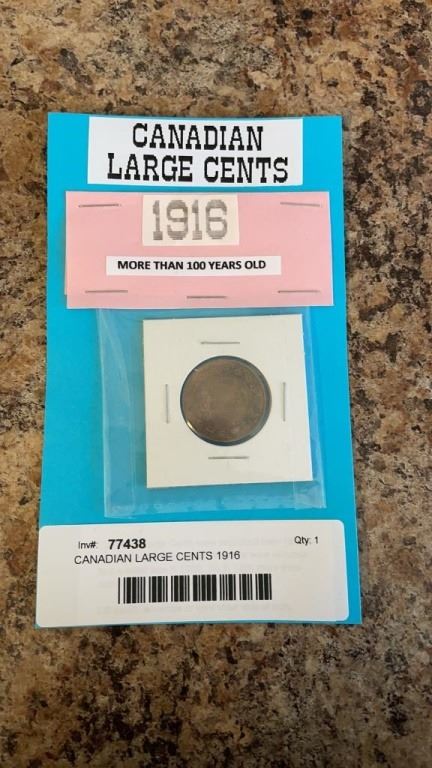 CANADIAN
LARGE CENTS
1916
MORE THAN 100 YEARS OLD
Inv#: 77438 Qty: 1
CANADIAN LARGE CENTS 1916